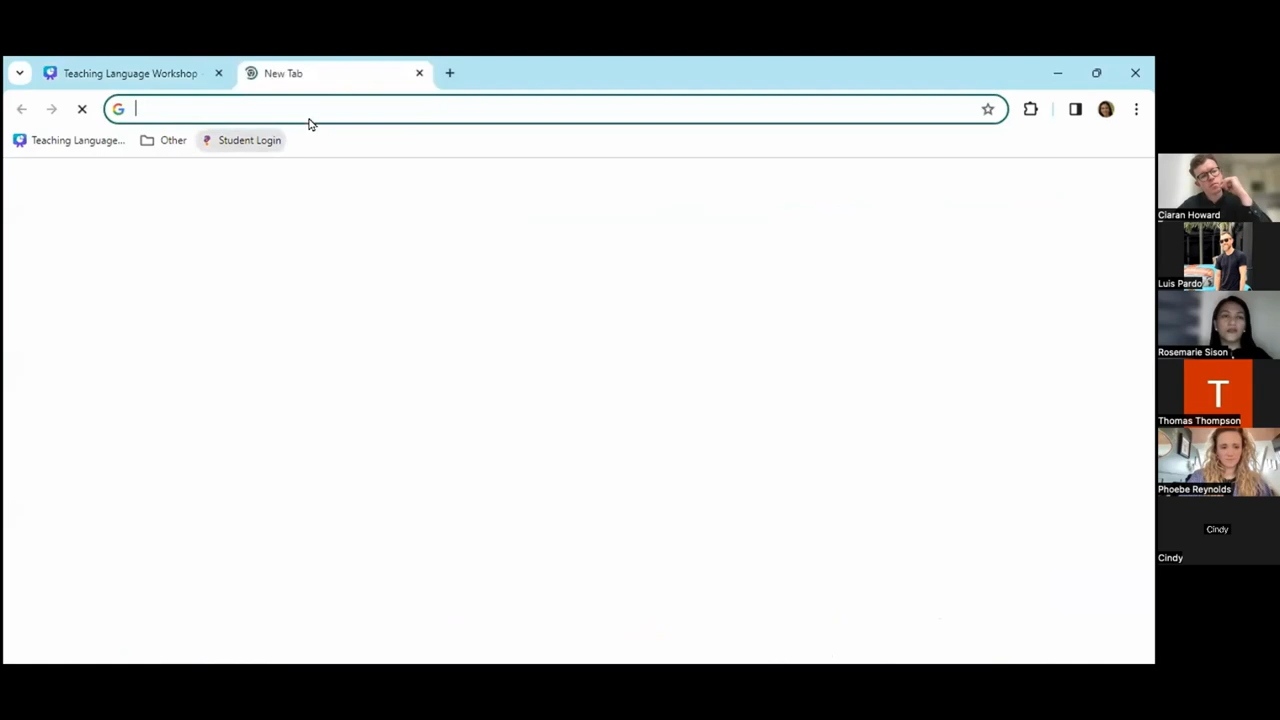 Teaching Language Workshop
New Tab
Teaching Language...
Other
Student Login
Ciaran Howard
Luis Pardo
Rosemarie Sison
T
Thomas Thompson
Phoebe Reynolds
Cindy
Cindy